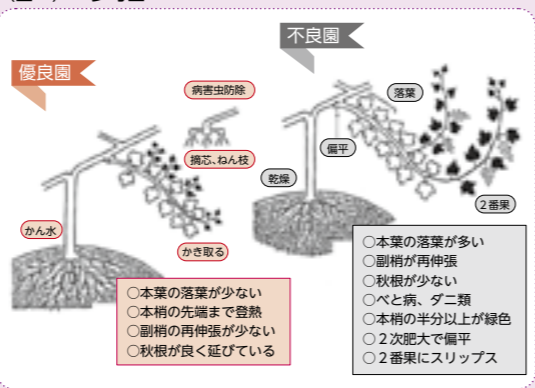 優良園
病害虫防除
摘芯、ねん枝
かん水
かき取る
○本葉の落葉が少ない
○本梢の先端まで登熟
○副梢の再伸張が少ない
○秋根が良く延びている
不良園
落葉
偏平
乾燥
2番果
○本葉の落葉が多い
○副梢が再伸張
○秋根が少ない
○べと病、ダニ類
○本梢の半分以上が緑色
○２次肥大で偏平
○２番果にスリップス